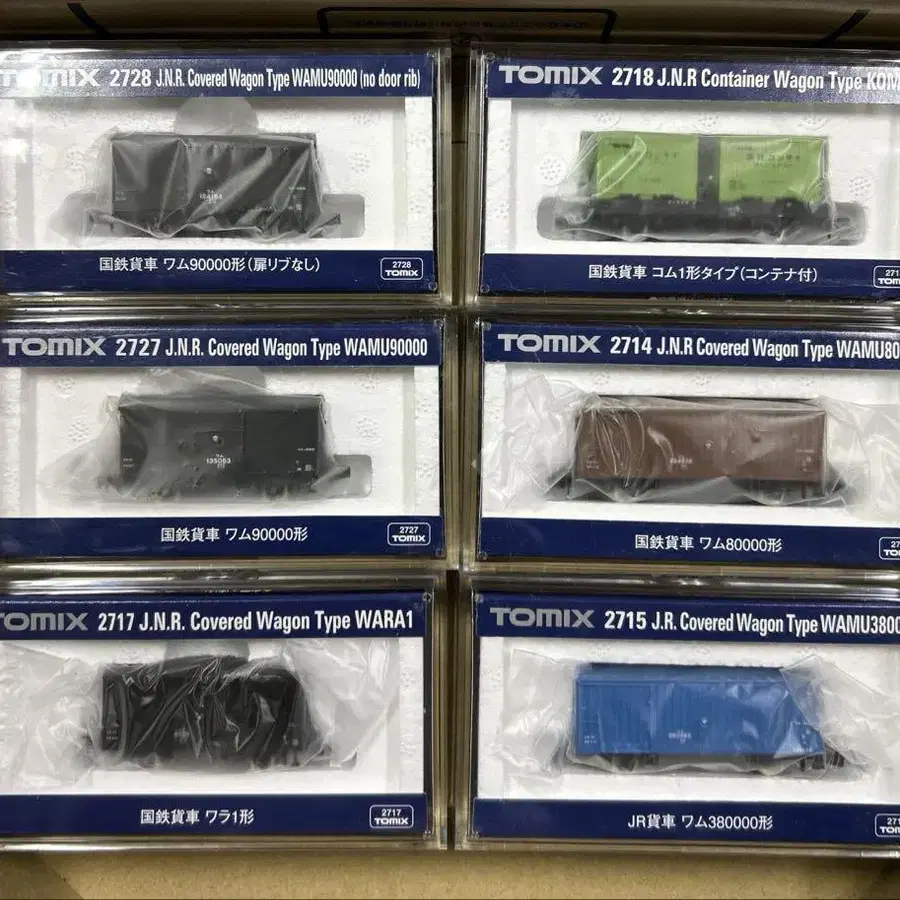 TOMIX 2728 J.N.R. Covered Wagon Type WAMU90000 (no door rib)
国鉄貨車 ワム90000形(扉リブなし)
2728
TOMIX
TOMIX 2718 J.N.R Container Wagon Type KOM
国鉄貨車 コム1形タイプ(コンテナ付)
271
TOMIX 2727 J.N.R. Covered Wagon Type WAMU90000
135063
国鉄貨車 ワム90000形
2727
TOMIX
TOMIX 2714 J.N.R Covered Wagon Type WAMU80
国鉄貨車 ワム80000形
TOMIX 2717 J.N.R. Covered Wagon Type WARA1
国鉄貨車 ワラ1形
2717
TOMIX
TOMIX 2715 J.R. Covered Wagon Type WAMU3800
JR貨車 ワム380000形
271